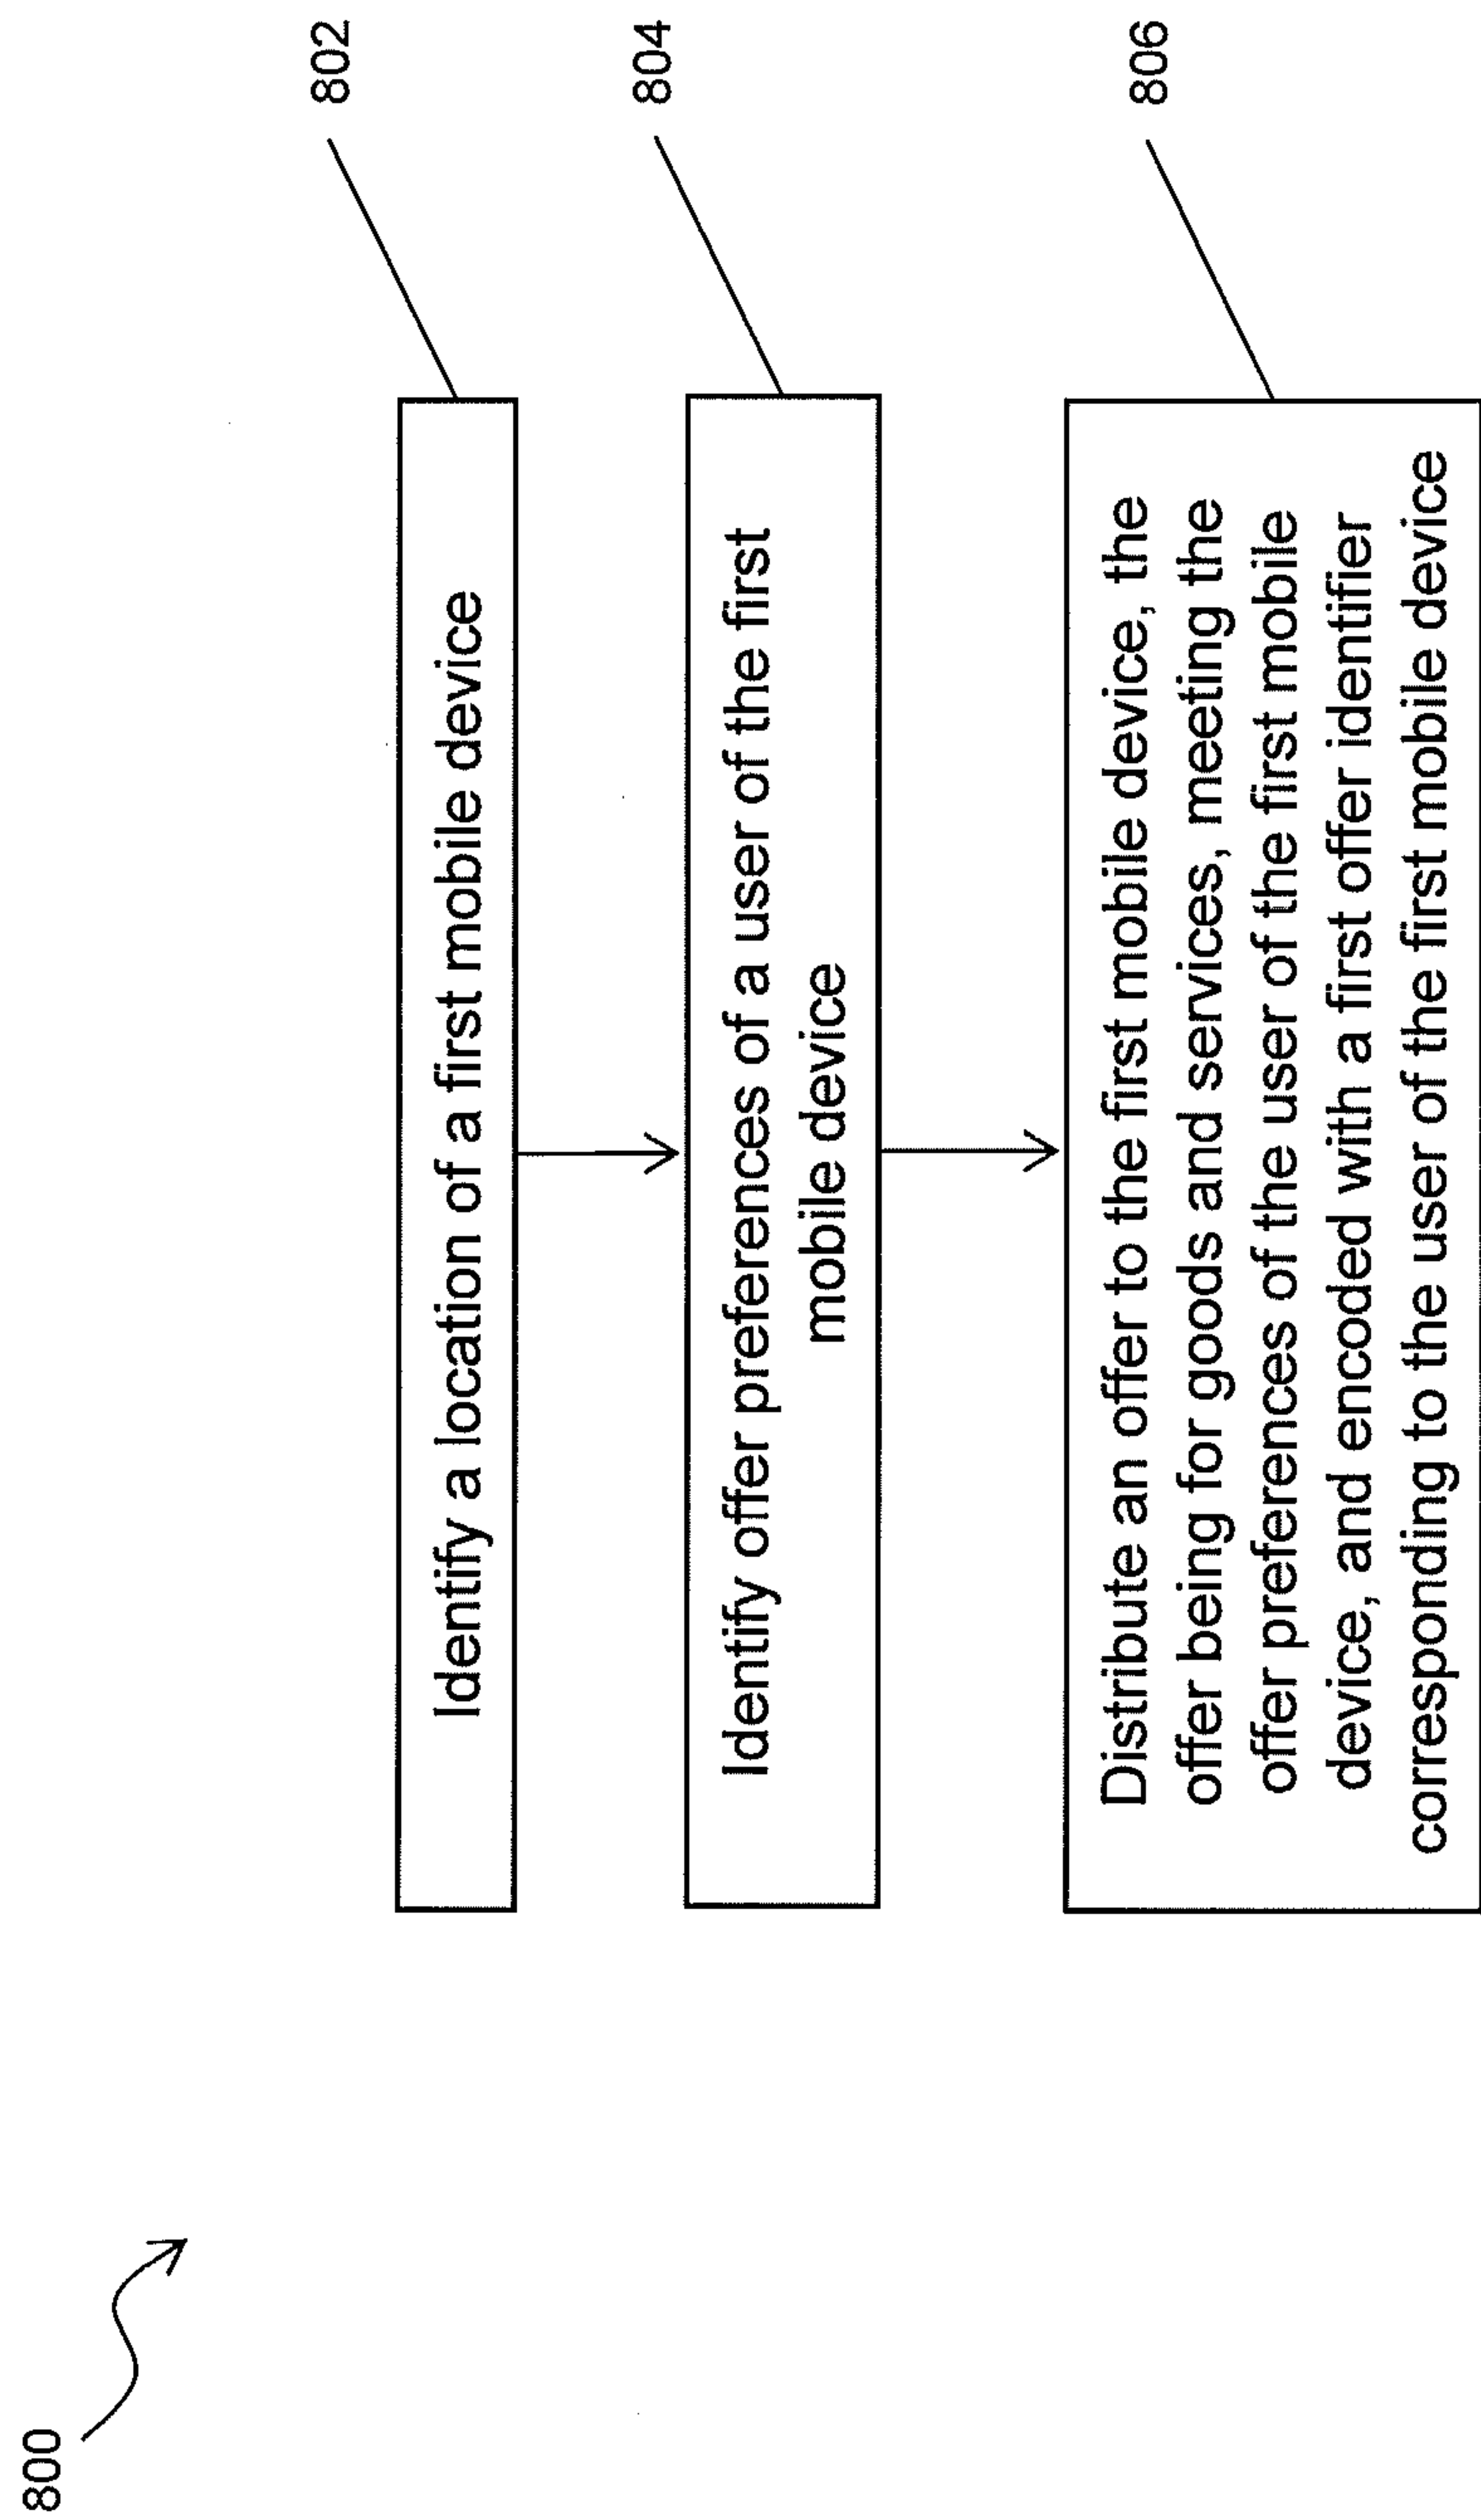 800
802
Identify a location of a first mobile device
804
Identify offer preferences of a user of the first
mobile device
806
Distribute an offer to the first mobile device, the
offer being for goods and services, meeting the
offer preferences of the user of the first mobile
device, and encoded with a first offer identifier
corresponding to the user of the first mobile device